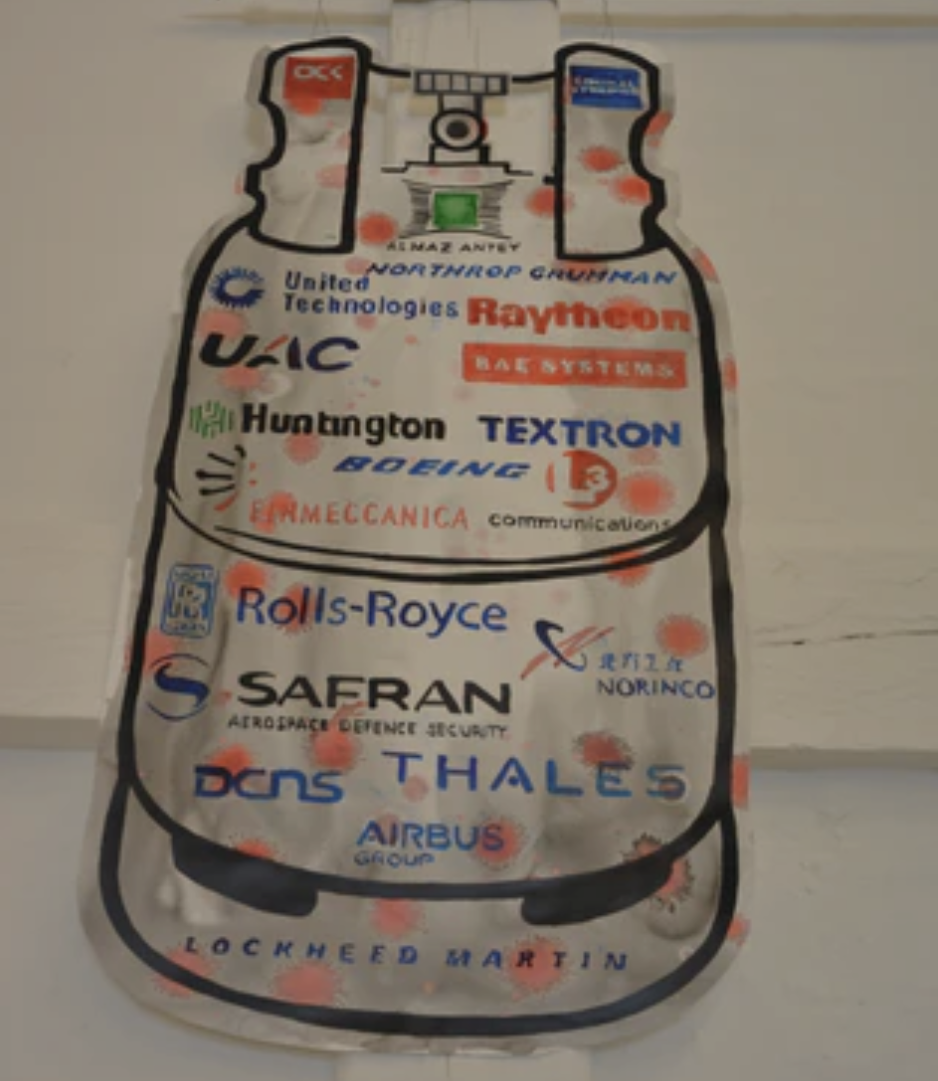 ALMAZ ANTEY
NORTHROP GRUMMAN
United
Technologies
Raytheon
UAC
BAE SYSTEMS
Huntington
TEXTRON
BOEING
L3
communications
FINMECCANICA
Rolls-Royce
NORINCO
SAFRAN
AEROSPACE DEFENCE SECURITY
DCNS
THALES
AIRBUS
GROUP
LOCKHEED MARTIN